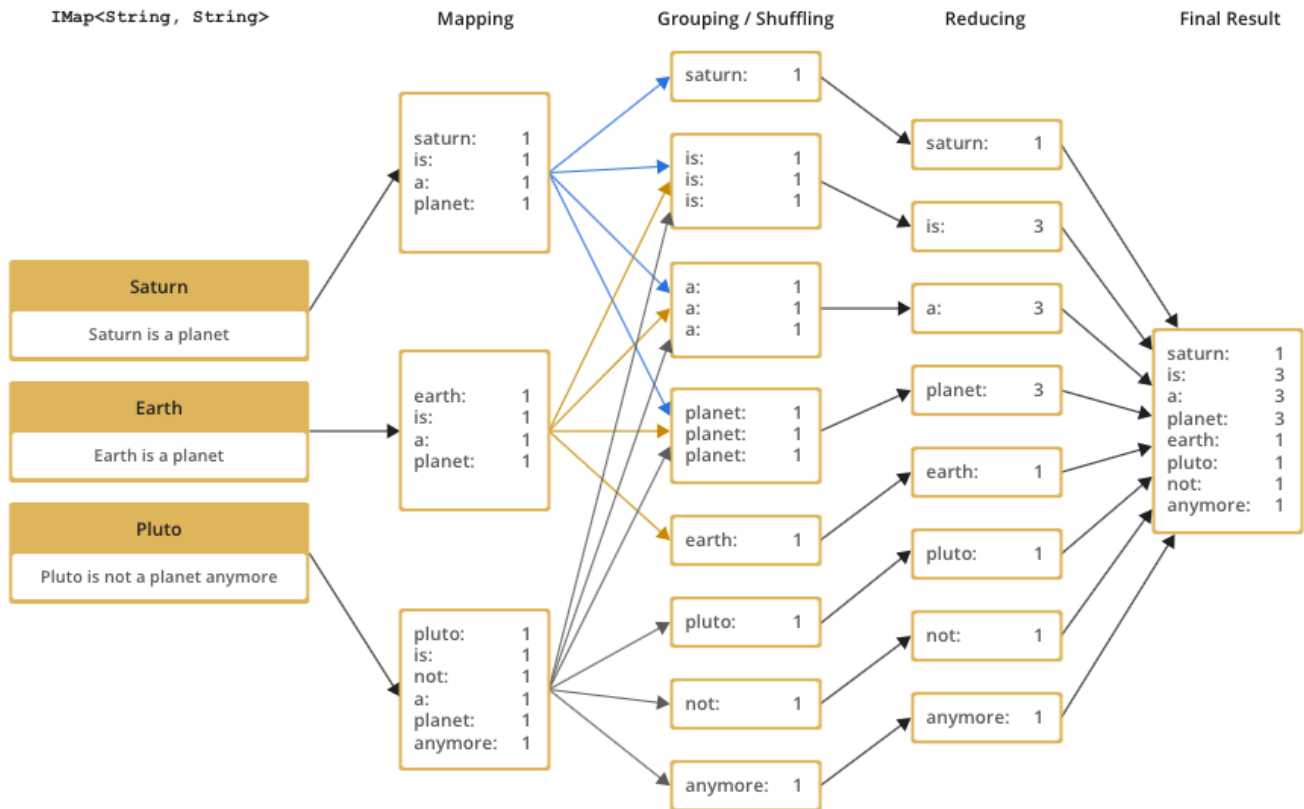 IMap<String, String>
Mapping
Grouping / Shuffling
Reducing
Final Result
Saturn
Saturn is a planet
Earth
Earth is a planet
Pluto
Pluto is not a planet anymore
saturn: 1
is: 1
a: 1
planet: 1
earth: 1
is: 1
a: 1
planet: 1
pluto: 1
is: 1
not: 1
a: 1
planet: 1
anymore: 1
saturn: 1
is: 1
is: 1
is: 1
a: 1
a: 1
a: 1
planet: 1
planet: 1
planet: 1
earth: 1
pluto: 1
not: 1
anymore: 1
saturn: 1
is: 3
a: 3
planet: 3
earth: 1
pluto: 1
not: 1
anymore: 1
saturn: 1
is: 3
a: 3
planet: 3
earth: 1
pluto: 1
not: 1
anymore: 1